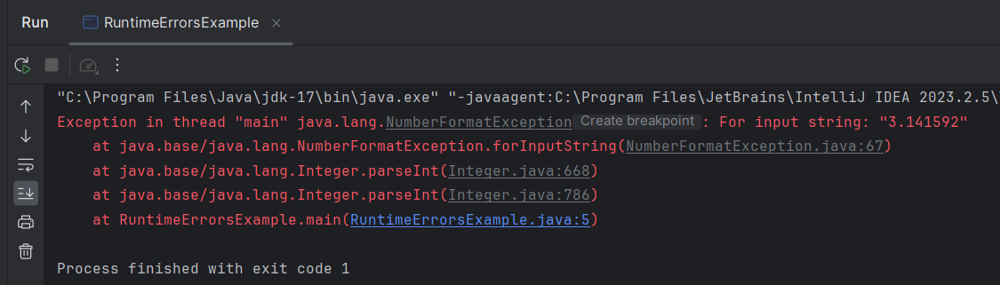 Run RuntimeErrorsExample
"C:\Program Files\Java\jdk-17\bin\java.exe" "-javaagent:C:\Program Files\JetBrains\IntelliJ IDEA 2023.2.5\
Exception in thread "main" java.lang.NumberFormatException Create breakpoint : For input string: "3.141592"
at java.base/java.lang.NumberFormatException.forInputString(NumberFormatException.java:67)
at java.base/java.lang.Integer.parseInt(Integer.java:668)
at java.base/java.lang.Integer.parseInt(Integer.java:786)
at RuntimeErrorsExample.main(RuntimeErrorsExample.java:5)
Process finished with exit code 1